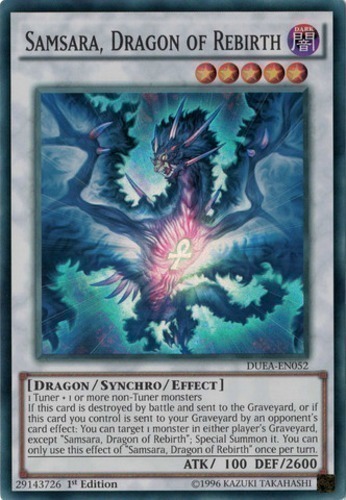 SAMSARA, DRAGON OF REBIRTH
DARK
闇
DUEA-EN052
[DRAGON/SYNCHRO/EFFECT]
1 Tuner + 1 or more non-Tuner monsters
If this card is destroyed by battle and sent to the Graveyard, or if
this card you control is sent to your Graveyard by an opponent's
card effect: You can target 1 monster in either player's Graveyard,
except "Samsara, Dragon of Rebirth"; Special Summon it. You can
only use this effect of "Samsara, Dragon of Rebirth" once per turn.
ATK/ 100 DEF/2600
29143726 1st Edition ©1996 KAZUKI TAKAHASHI